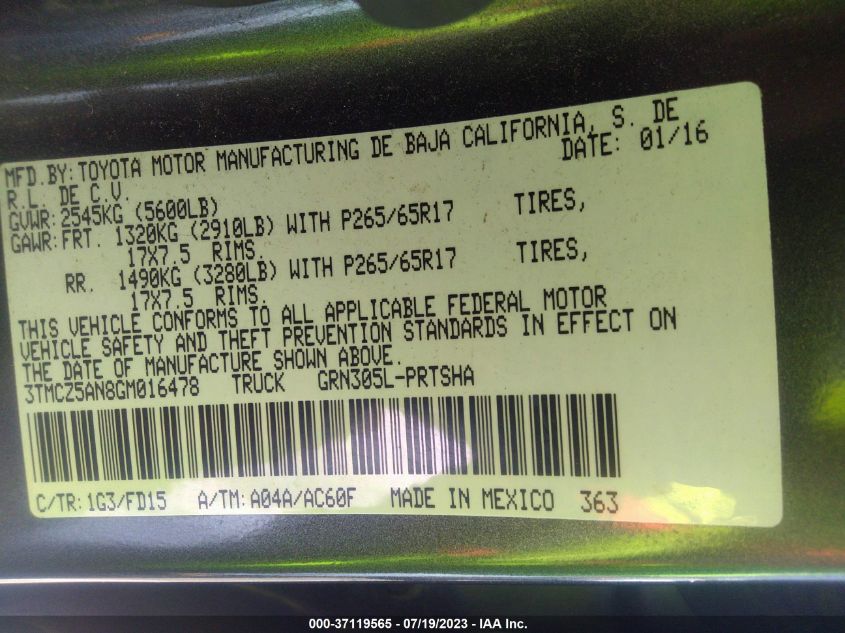 MFD.BY: TOYOTA MOTOR MANUFACTURING DE BAJA CALIFORNIA, S. DE
R.L. DE C.V. DATE: 01/16
GVWR: 2545KG (5600LB)
GAWR: FRT. 1320KG (2910LB) WITH P265/65R17 TIRES,
17X7.5 RIMS.
RR. 1490KG (3280LB) WITH P265/65R17 TIRES,
17X7.5 RIMS.
THIS VEHICLE CONFORMS TO ALL APPLICABLE FEDERAL MOTOR
VEHICLE SAFETY AND THEFT PREVENTION STANDARDS IN EFFECT ON
THE DATE OF MANUFACTURE SHOWN ABOVE.
3TMCZ5AN8GM016478 TRUCK GRN305L-PRTSHA
C/TR: 1G3/FD15 A/TM: A04A/AC60F MADE IN MEXICO 363
000-37119565 - 07/19/2023 - IAA Inc.